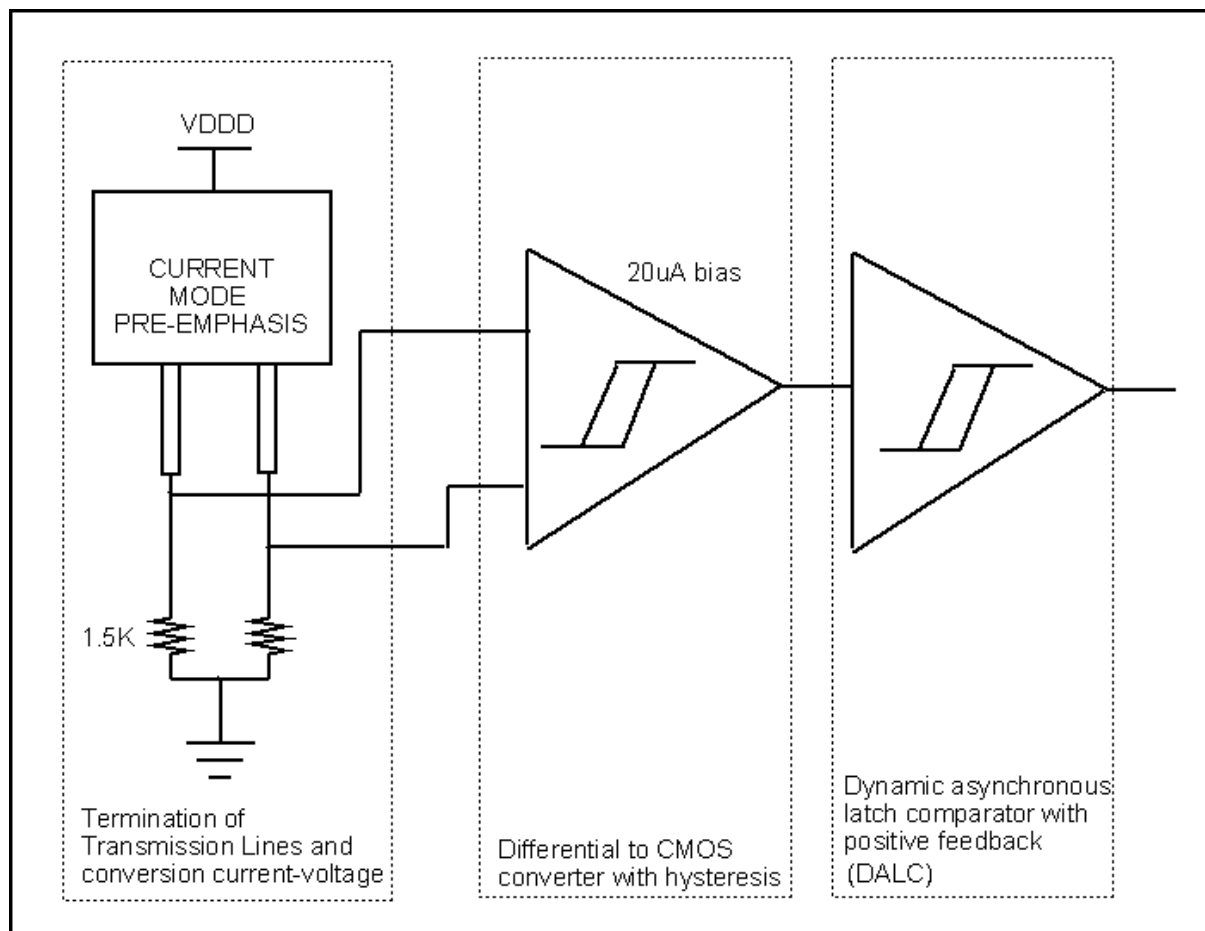 VDDD
CURRENT
MODE
PRE-EMPHASIS
1.5K
Termination of
Transmission Lines and
conversion current-voltage
20uA bias
Differential to CMOS
converter with hysteresis
Dynamic asynchronous
latch comparator with
positive feedback
(DALC)